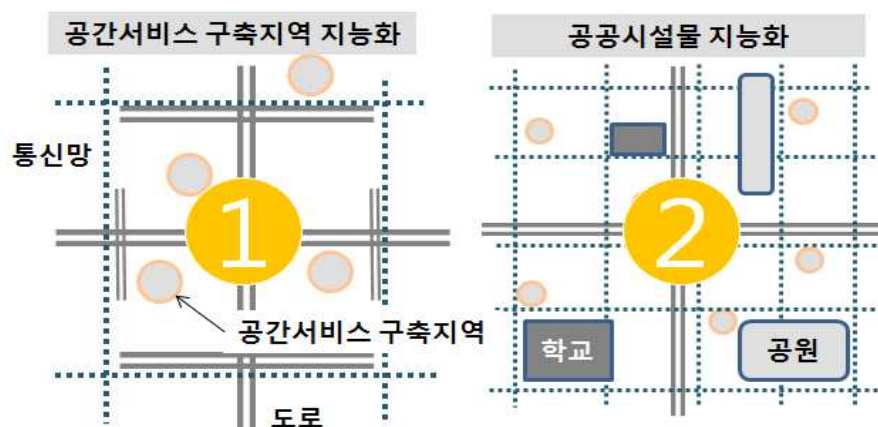 공간서비스 구축지역 지능화
통신망
1
공간서비스 구축지역
도로
공공시설물 지능화
2
학교
공원